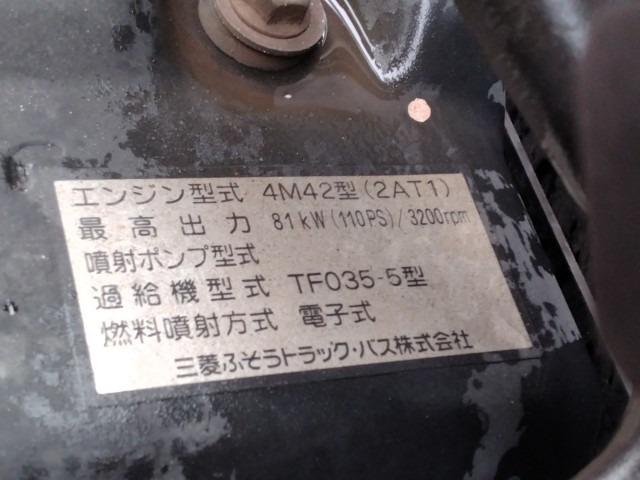 エンジン型式 4M42型(2AT1)
最高出力 81kW(110PS)/3200rpm
噴射ポンプ型式
過給機型式 TF035-5型
燃料噴射方式 電子式
三菱ふそうトラック・バス株式会社